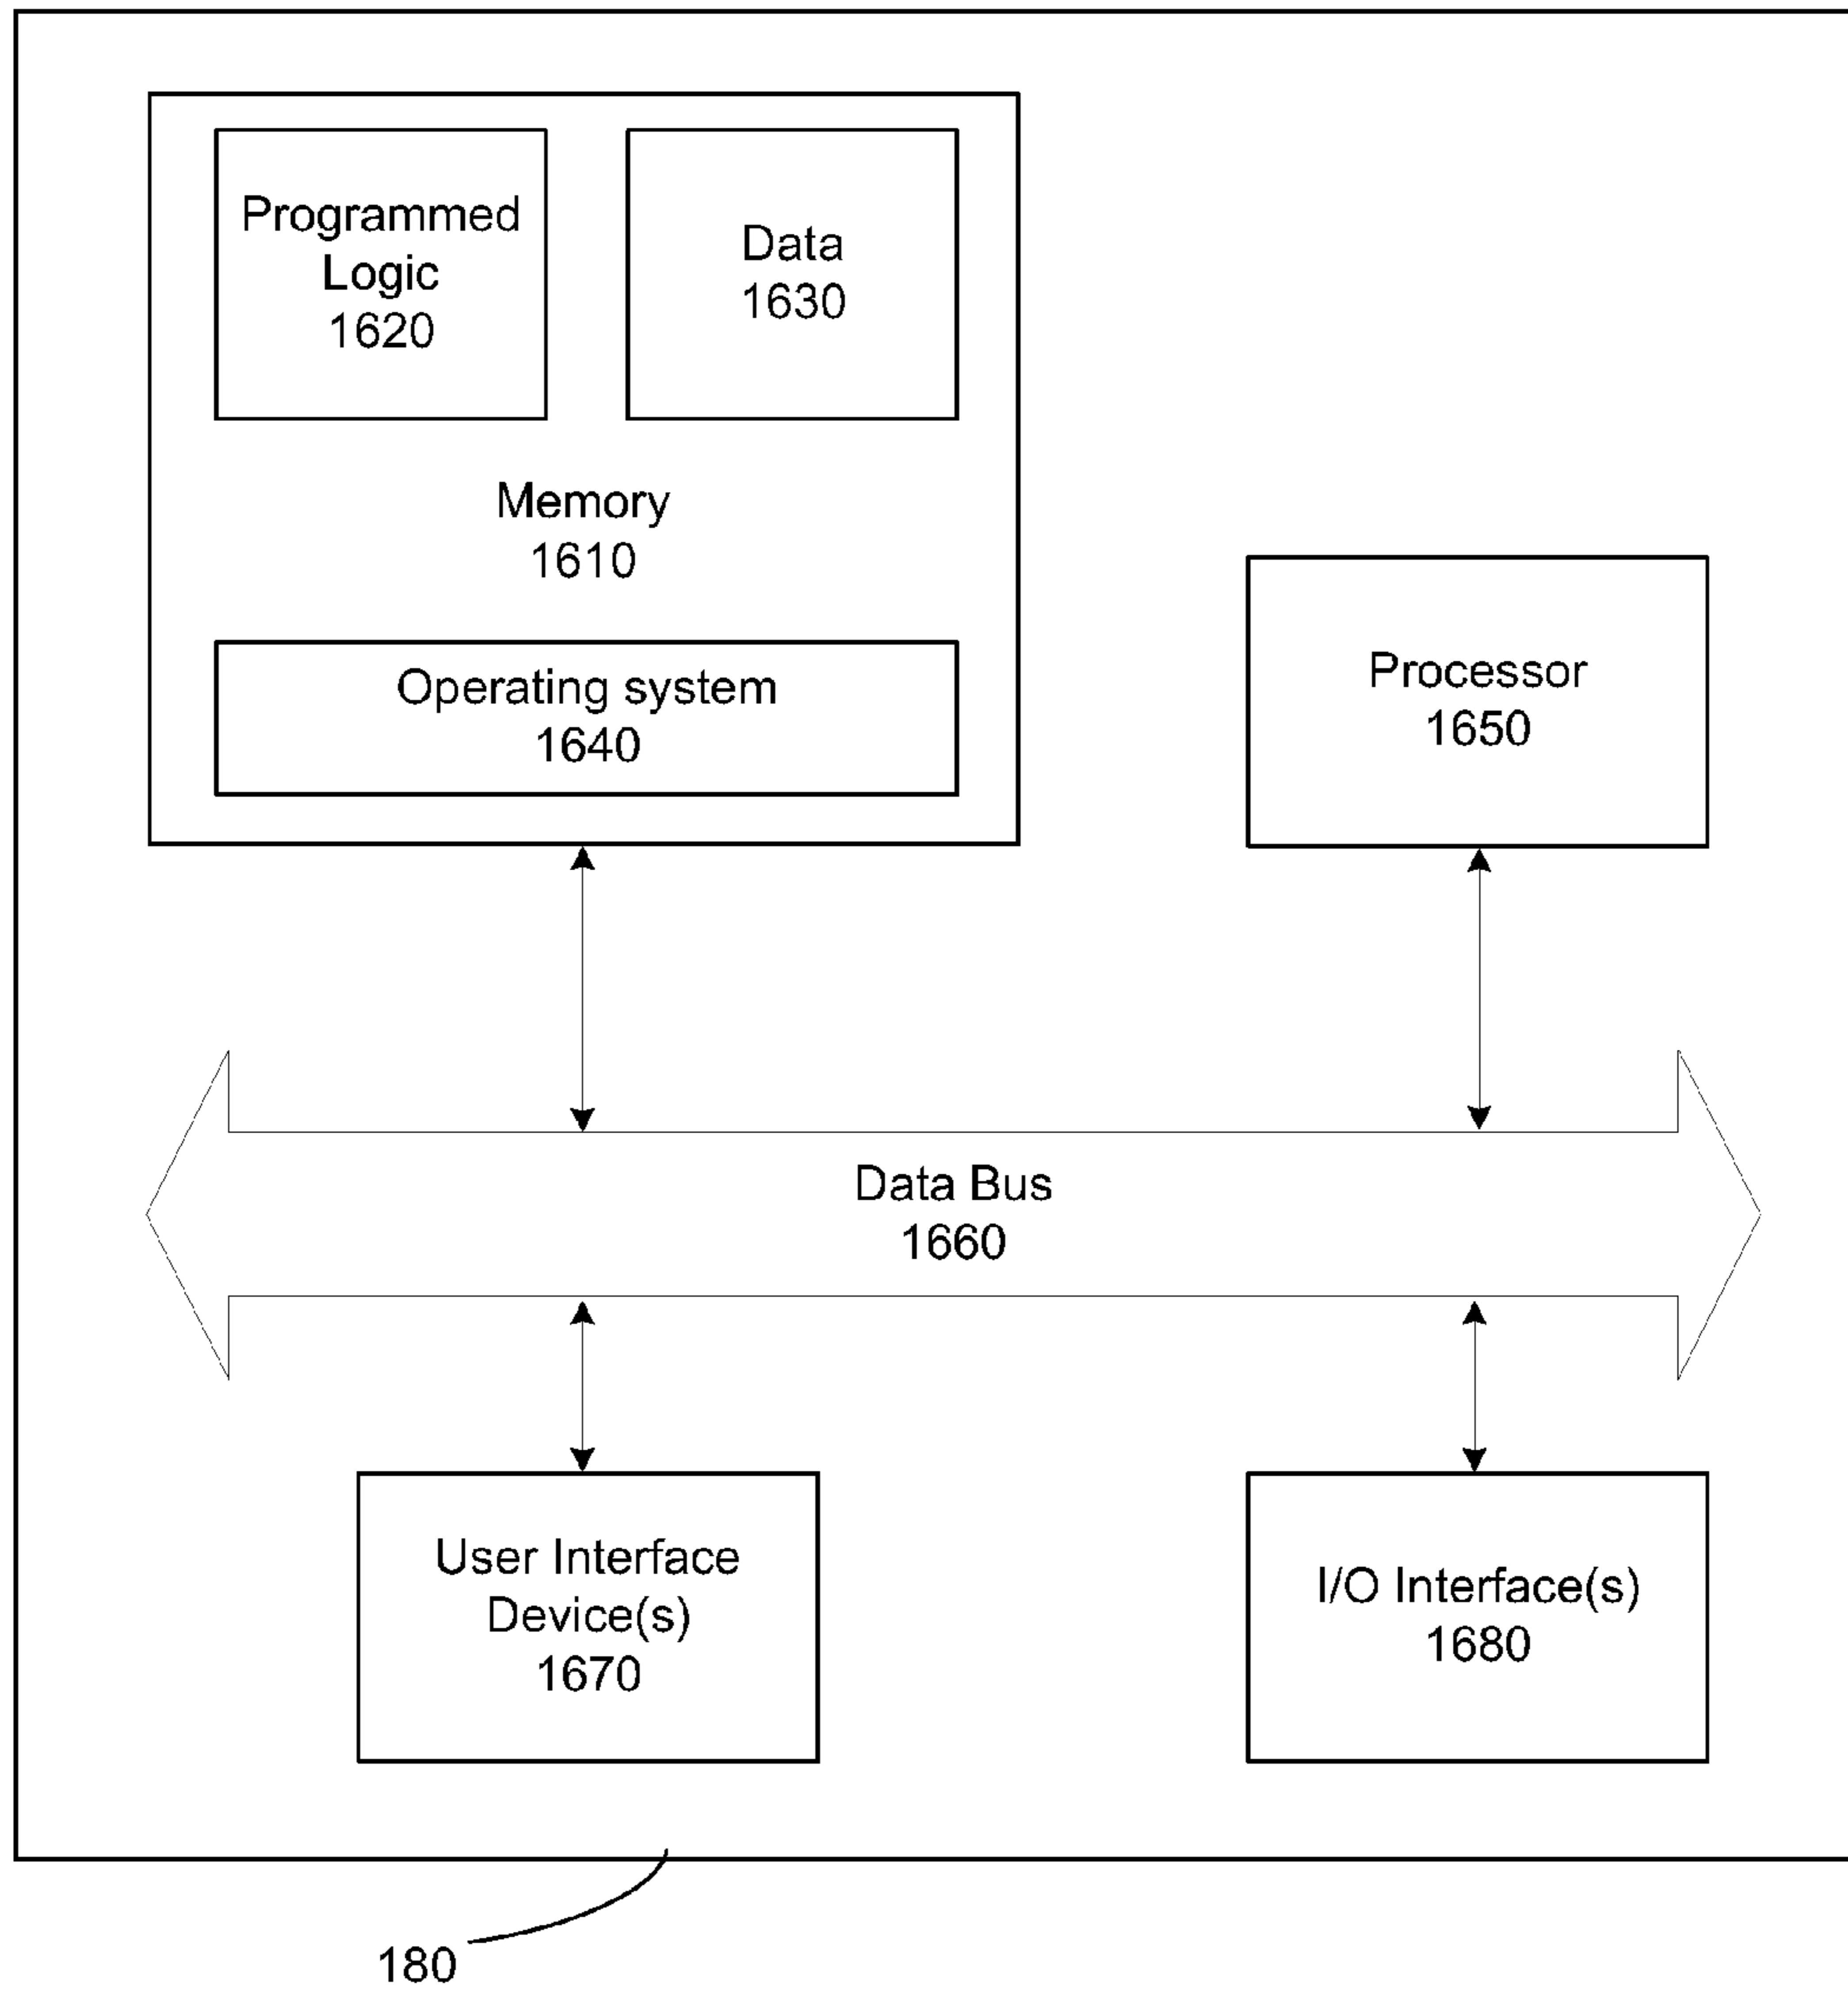 Programmed
Logic
1620
Data
1630
Memory
1610
Operating system
1640
Processor
1650
Data Bus
1660
User Interface
Device(s)
1670
I/O Interface(s)
1680
180